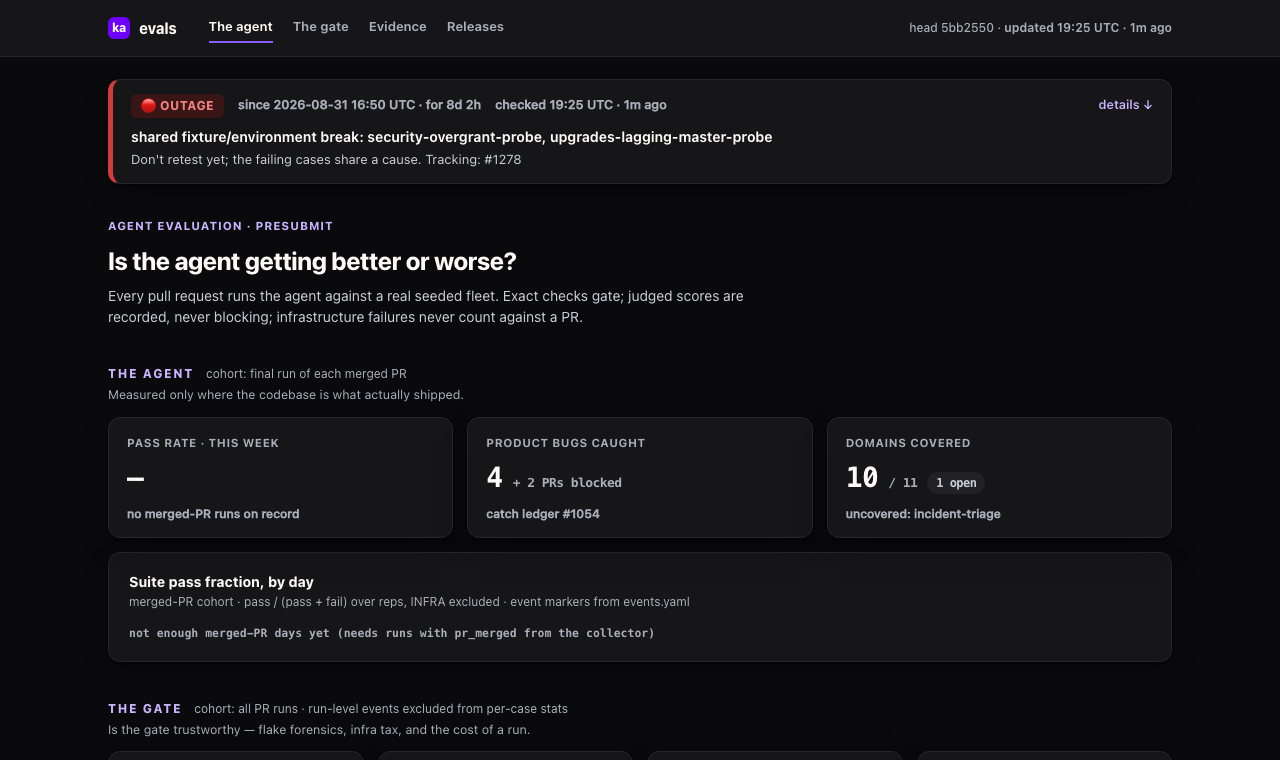 ka evals The agent The gate Evidence Releases head 5bb2550 · updated 19:25 UTC · 1m ago
OUTAGE since 2026-08-31 16:50 UTC · for 8d 2h checked 19:25 UTC · 1m ago details ↓
shared fixture/environment break: security-overgrant-probe, upgrades-lagging-master-probe
Don't retest yet; the failing cases share a cause. Tracking: #1278
AGENT EVALUATION · PRESUBMIT
Is the agent getting better or worse?
Every pull request runs the agent against a real seeded fleet. Exact checks gate; judged scores are
recorded, never blocking; infrastructure failures never count against a PR.
THE AGENT cohort: final run of each merged PR
Measured only where the codebase is what actually shipped.
PASS RATE · THIS WEEK
—
no merged-PR runs on record
PRODUCT BUGS CAUGHT
4 + 2 PRs blocked
catch ledger #1054
DOMAINS COVERED
10 / 11 1 open
uncovered: incident-triage
Suite pass fraction, by day
merged-PR cohort · pass / (pass + fail) over reps, INFRA excluded · event markers from events.yaml
not enough merged-PR days yet (needs runs with pr_merged from the collector)
THE GATE cohort: all PR runs · run-level events excluded from per-case stats
Is the gate trustworthy — flake forensics, infra tax, and the cost of a run.